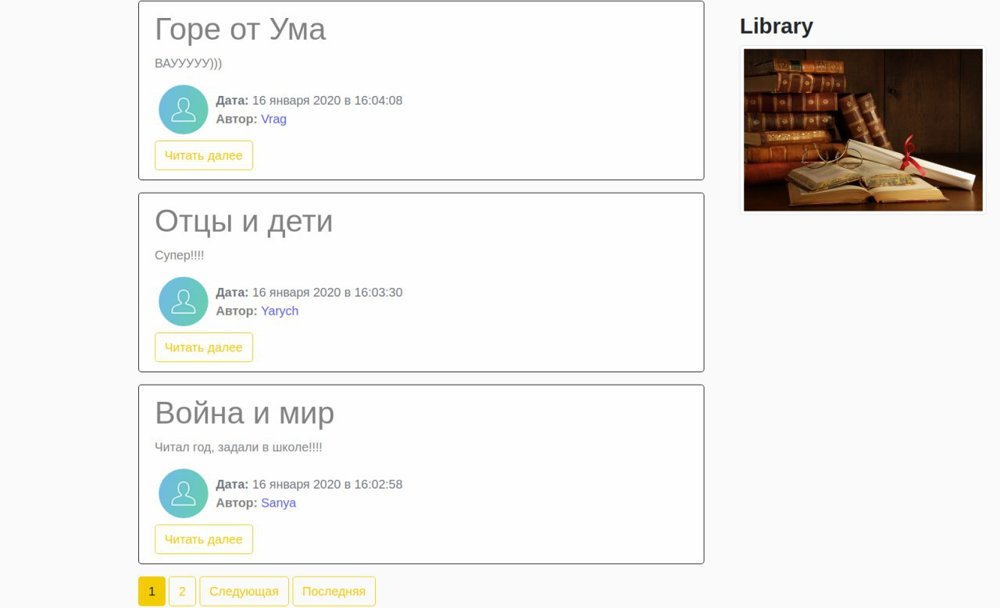 Горе от Ума
ВАУУУУУ)))
Дата: 16 января 2020 в 16:04:08
Автор: Vrag
Читать далее
Отцы и дети
Супер!!!!
Дата: 16 января 2020 в 16:03:30
Автор: Yarych
Читать далее
Война и мир
Читал год, задали в школе!!!!
Дата: 16 января 2020 в 16:02:58
Автор: Sanya
Читать далее
1 2 Следующая Последняя
Library